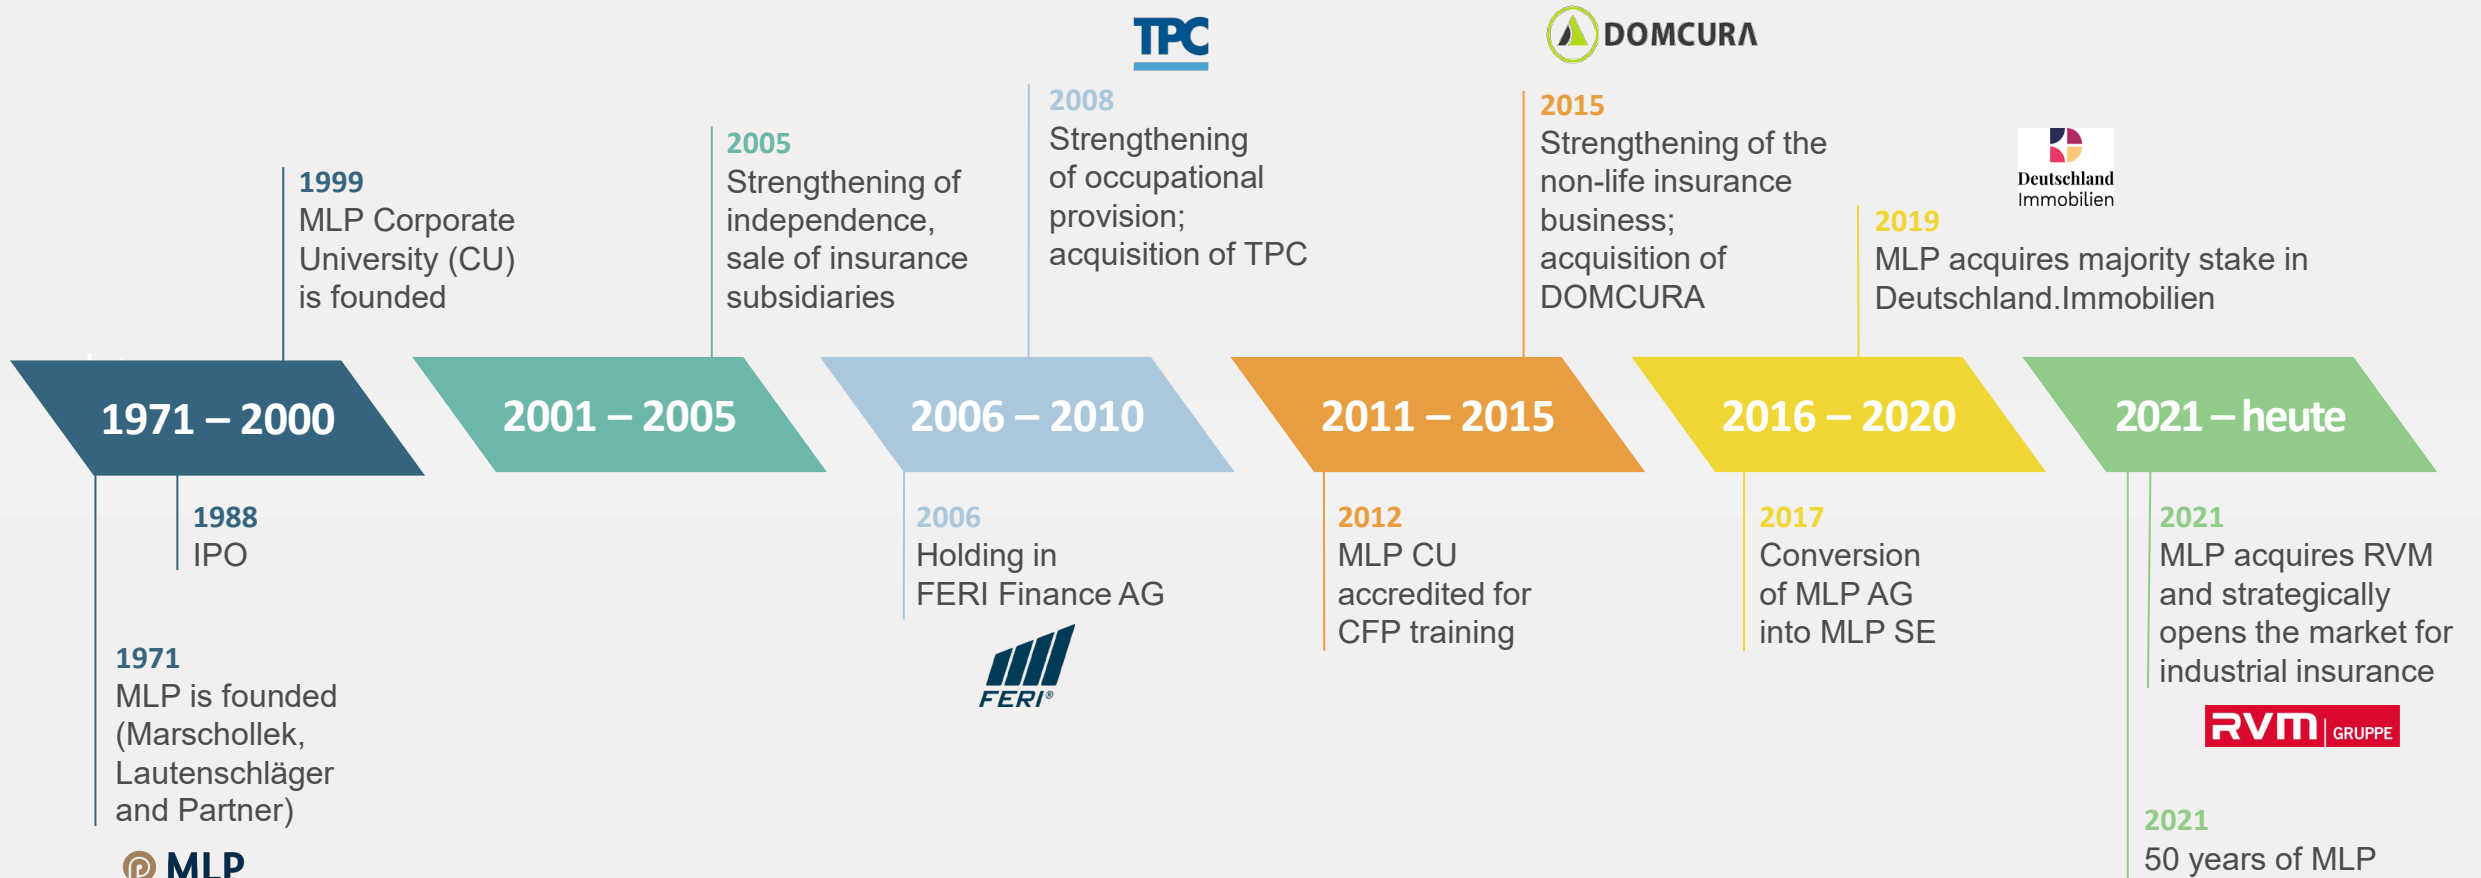 TPC
DOMCURA
2008
Strengthening
of occupational
provision;
acquisition of TPC
2015
Strengthening of the
non-life insurance
business;
acquisition of
DOMCURA
Deutschland
Immobilien
2005
Strengthening of
independence,
sale of insurance
subsidiaries
1999
MLP Corporate
University (CU)
is founded
2019
MLP acquires majority stake in
Deutschland.Immobilien
1971 – 2000
2001 – 2005
2006 – 2010
2011 – 2015
2016 – 2020
2021 – heute
1988
IPO
1971
MLP is founded
(Marschollek,
Lautenschläger
and Partner)
MLP
2006
Holding in
FERI Finance AG
FERI®
2012
MLP CU
accredited for
CFP training
2017
Conversion
of MLP AG
into MLP SE
2021
MLP acquires RVM
and strategically
opens the market for
industrial insurance
RVM GRUPPE
2021
50 years of MLP